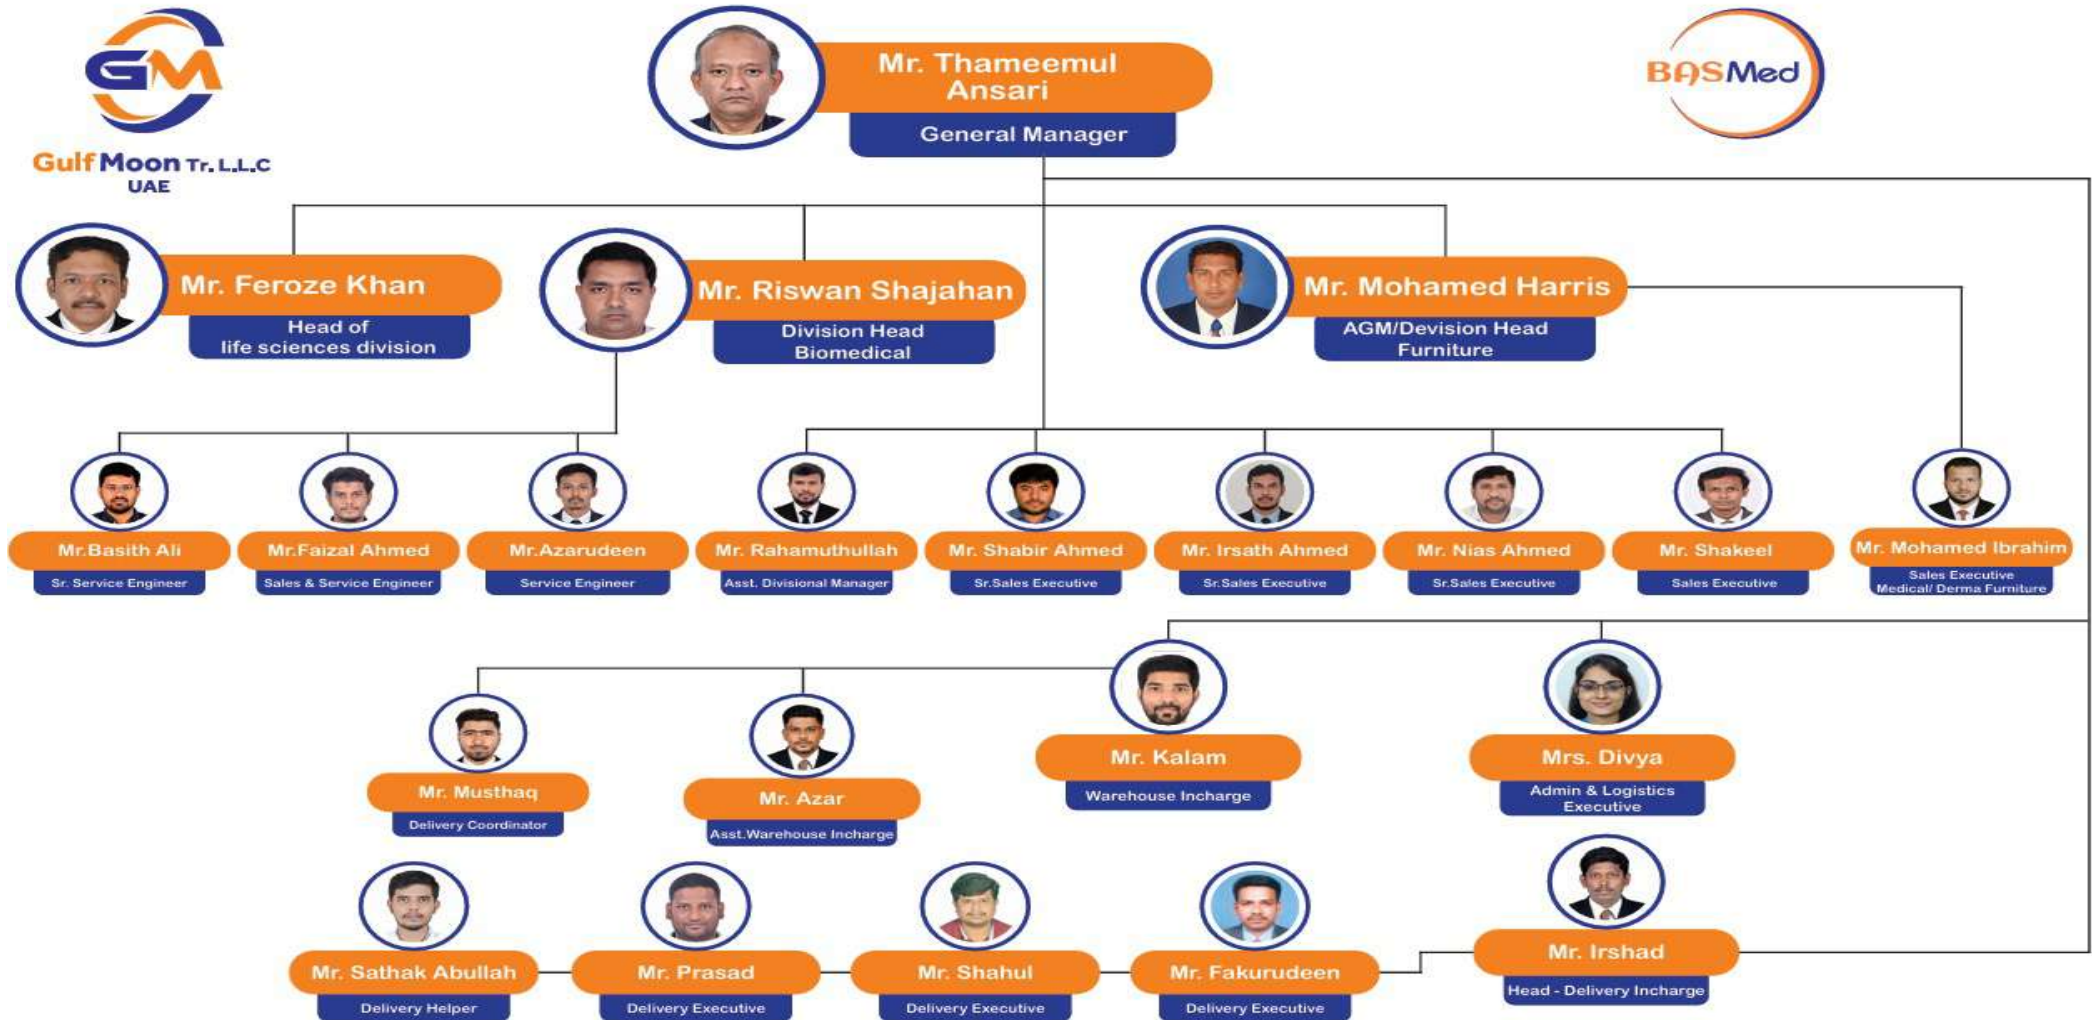 GM
Gulf Moon Tr. L.L.C
UAE
Mr. Thameemul
Ansari
General Manager
BASMed
Mr. Feroze Khan
Head of
life sciences division
Mr. Riswan Shajahan
Division Head
Biomedical
Mr. Mohamed Harris
AGM/Devision Head
Furniture
Mr.Basith Ali
Sr. Service Engineer
Mr.Faizal Ahmed
Sales & Service Engineer
Mr.Azarudeen
Service Engineer
Mr. Rahamuthullah
Asst. Divisional Manager
Mr. Shabir Ahmed
Sr.Sales Executive
Mr. Irsath Ahmed
Sr.Sales Executive
Mr. Nias Ahmed
Sr.Sales Executive
Mr. Shakeel
Sales Executive
Mr. Mohamed Ibrahim
Sales Executive
Medical/ Derma Furniture
Mr. Musthaq
Delivery Coordinator
Mr. Azar
Asst.Warehouse Incharge
Mr. Kalam
Warehouse Incharge
Mrs. Divya
Admin & Logistics
Executive
Mr. Sathak Abullah
Delivery Helper
Mr. Prasad
Delivery Executive
Mr. Shahul
Delivery Executive
Mr. Fakurudeen
Delivery Executive
Mr. Irshad
Head - Delivery Incharge